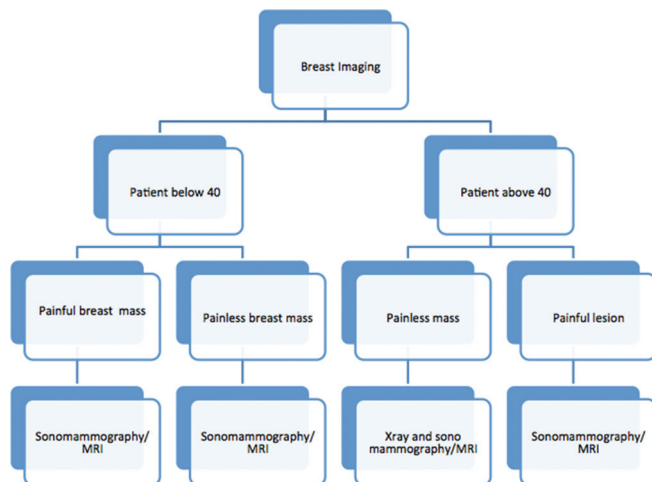 Breast Imaging
Patient below 40
Patient above 40
Painful breast mass
Painless breast mass
Painless mass
Painful lesion
Sonomammography/
MRI
Sonomammography/
MRI
Xray and sono
mammography/MRI
Sonomammography/
MRI